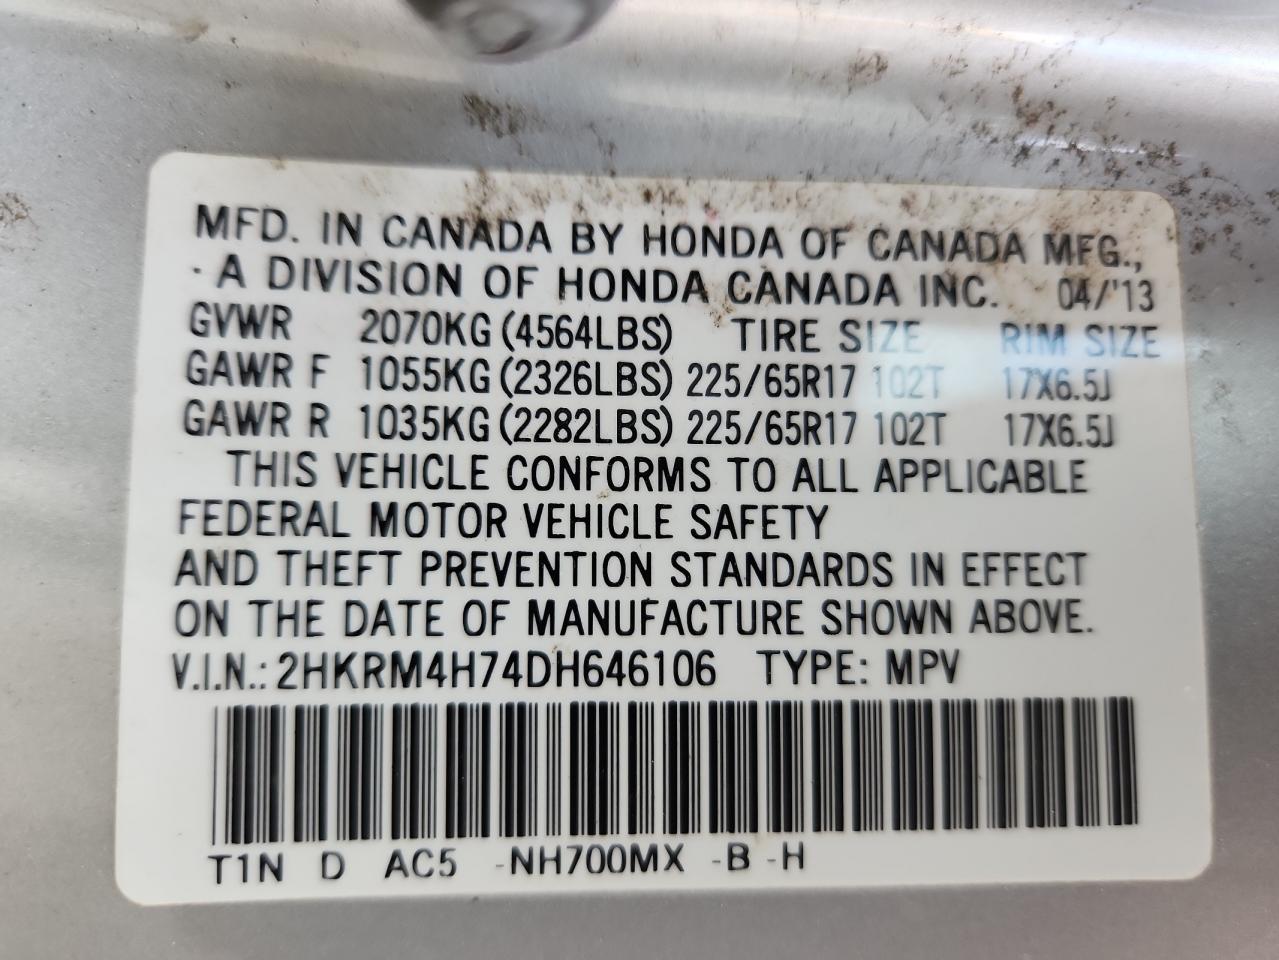 MFD. IN CANADA BY HONDA OF CANADA MFG.,
· A DIVISION OF HONDA CANADA INC. 04/'13
GVWR 2070KG (4564LBS) TIRE SIZE RIM SIZE
GAWR F 1055KG (2326LBS) 225/65R17 102T 17X6.5J
GAWR R 1035KG (2282LBS) 225/65R17 102T 17X6.5J
THIS VEHICLE CONFORMS TO ALL APPLICABLE
FEDERAL MOTOR VEHICLE SAFETY
AND THEFT PREVENTION STANDARDS IN EFFECT
ON THE DATE OF MANUFACTURE SHOWN ABOVE.
V.I.N.: 2HKRM4H74DH646106 TYPE: MPV
T1N D AC5 -NH700MX -B -H